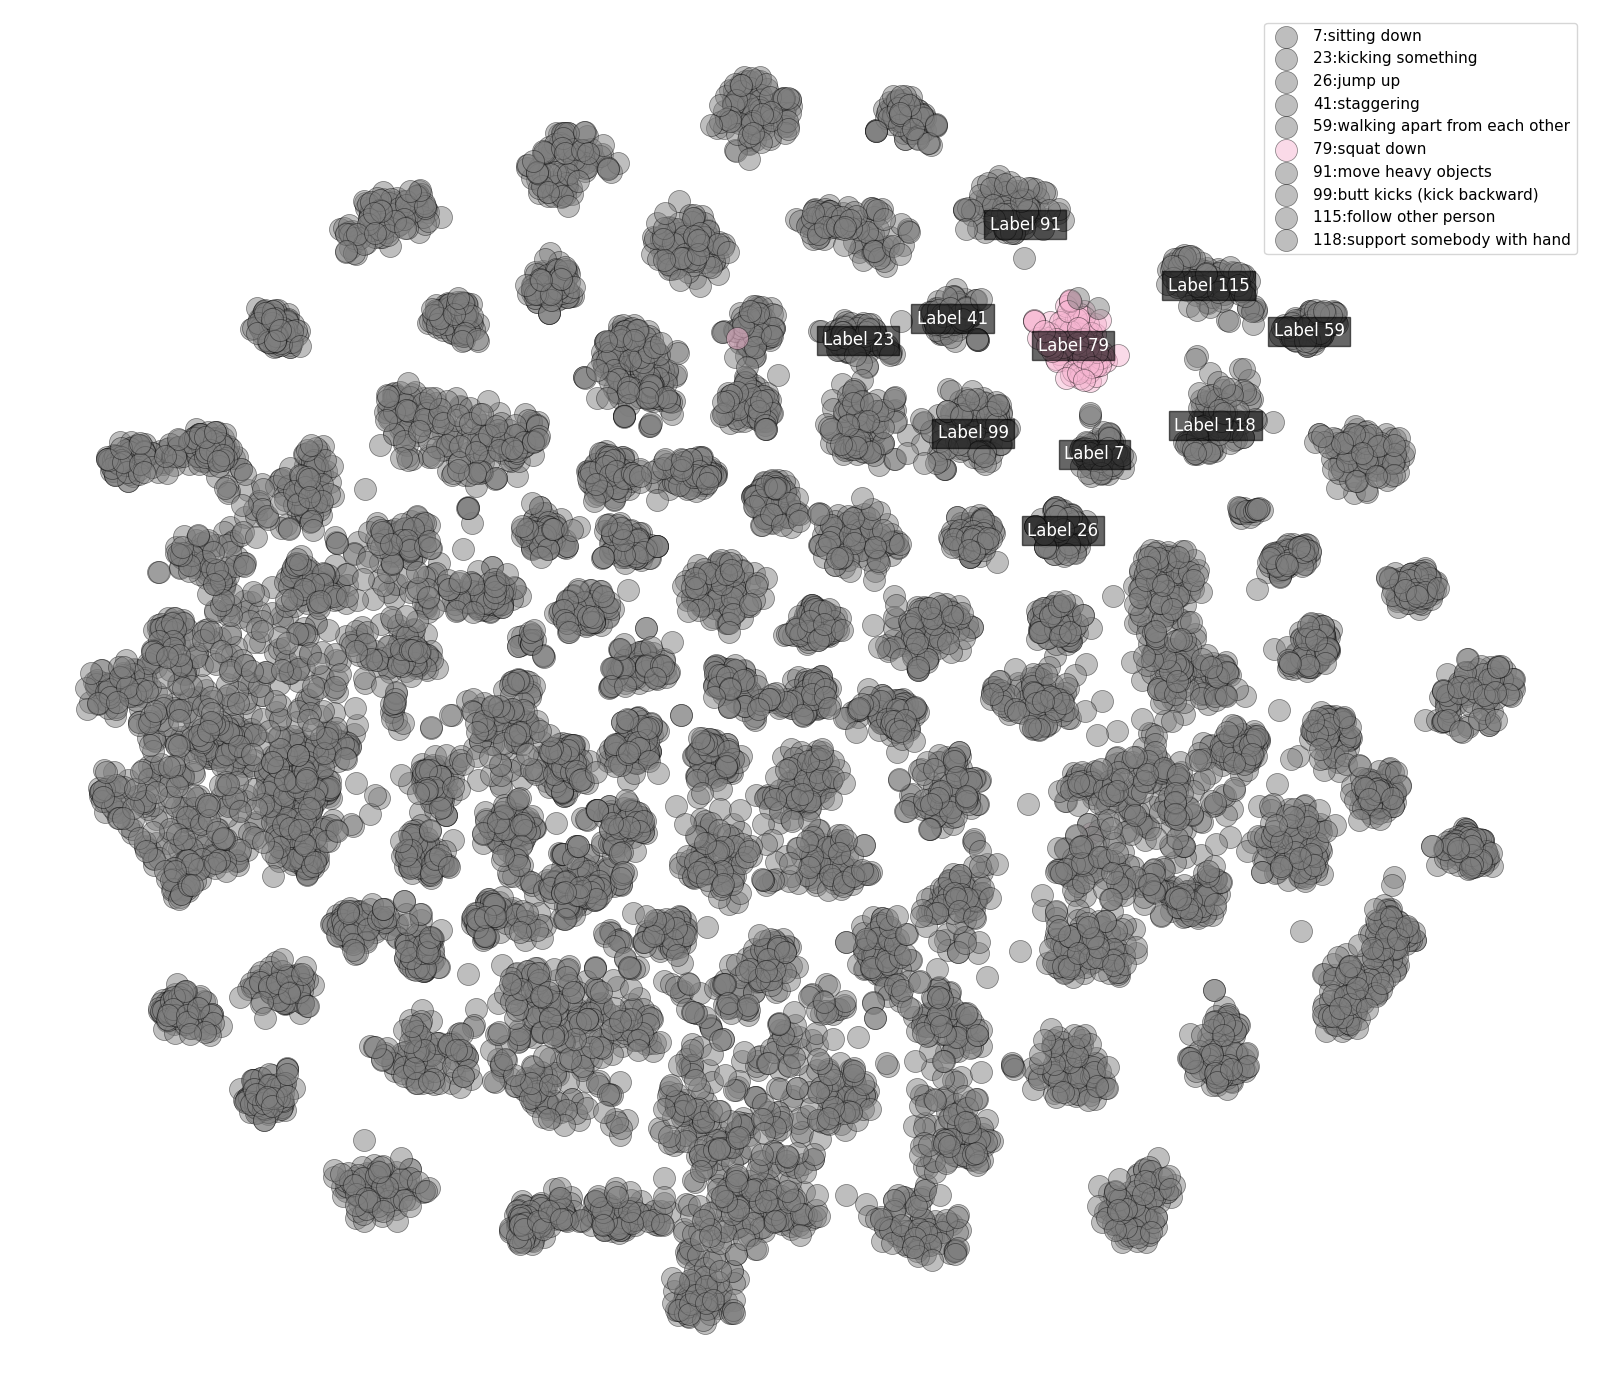 7:sitting down
23:kicking something
26:jump up
41:staggering
59:walking apart from each other
79:squat down
91:move heavy objects
99:butt kicks (kick backward)
115:follow other person
118:support somebody with hand
Label 91
Label 115
Label 41
Label 59
Label 23
Label 79
Label 118
Label 99
Label 7
Label 26